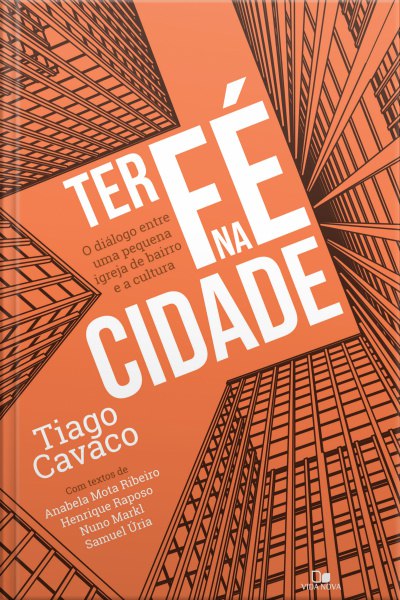 TER FÉ
NA
CIDADE
O diálogo entre
uma pequena
igreja de bairro
e a cultura
Tiago
Cavaco
Com textos de
Anabela Mota Ribeiro
Henrique Raposo
Nuno Markl
Samuel Úria
VIDA NOVA